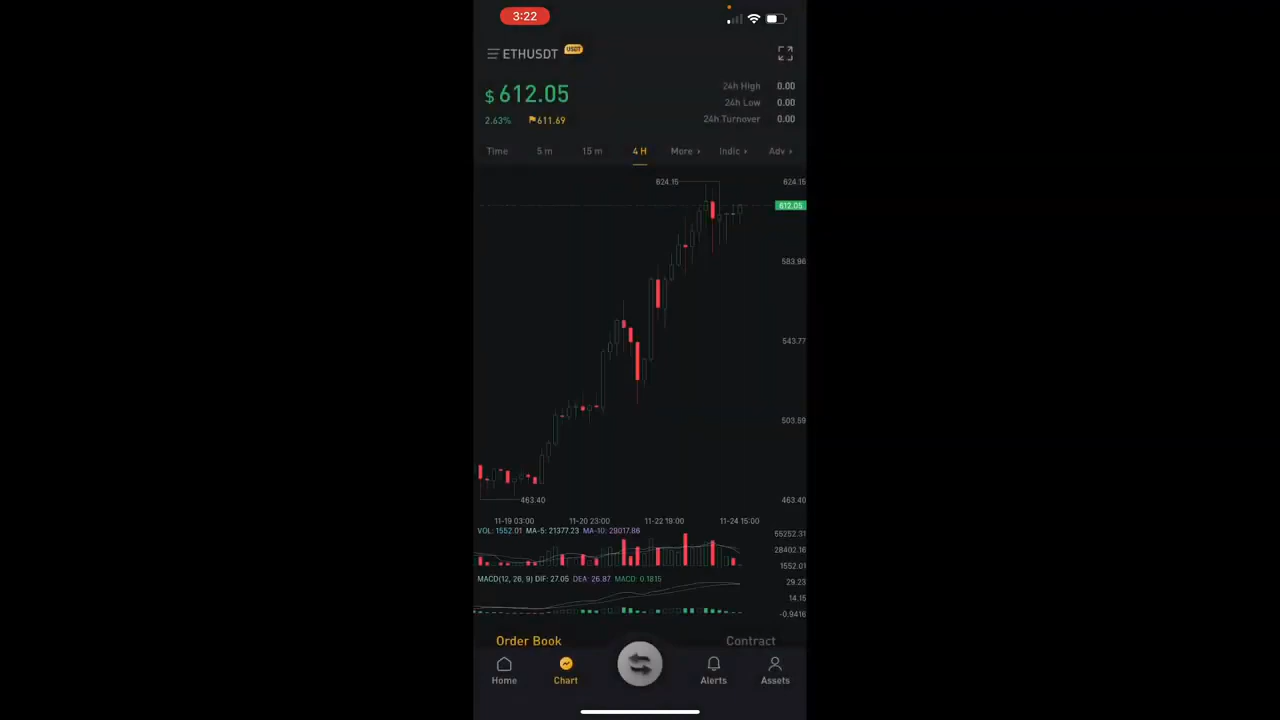 3:22
ETHUSDT USDT
$ 612.05
2.63% 611.69
24h High 0.00
24h Low 0.00
24h Turnover 0.00
Time 5 m 15 m 4 H More Indic Adv
624.15 624.15
612.05
583.96
543.77
503.59
463.40 463.40
11-19 03:00 11-20 23:00 11-22 19:00 11-24 15:00
VOL: 1552.01 MA-5: 21377.23 MA-10: 29017.86 55252.31
28402.16
1552.01
MACD(12, 26, 9) DIF: 27.05 DEA: 26.87 MACD: 0.1815 29.23
14.15
-0.9416
Order Book Contract
Home Chart Alerts Assets